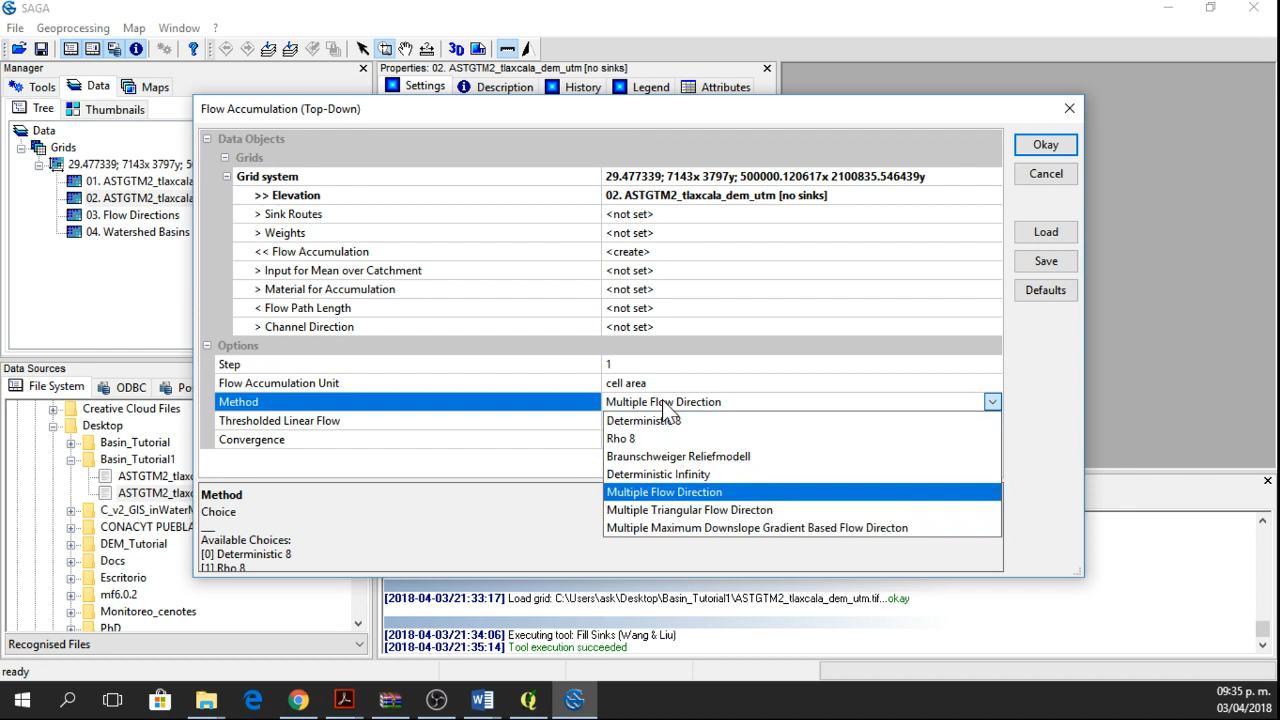 SAGA
File Geoprocessing Map Window ?
3D
Manager
Properties: 02. ASTGTM2_tlaxcala_dem_utm [no sinks]
Tools Data Maps
Settings Description History Legend Attributes
Tree Thumbnails
Data
Grids
29.477339; 7143x 3797y; 5
01. ASTGTM2_tlaxcala
02. ASTGTM2_tlaxcala
03. Flow Directions
04. Watershed Basins
Flow Accumulation (Top-Down)
Data Objects
Grids
Grid system 29.477339; 7143x 3797y; 500000.120617x 2100835.546439y
>> Elevation 02. ASTGTM2_tlaxcala_dem_utm [no sinks]
> Sink Routes <not set>
> Weights <not set>
<< Flow Accumulation <create>
> Input for Mean over Catchment <not set>
> Material for Accumulation <not set>
< Flow Path Length <not set>
> Channel Direction <not set>
Options
Step 1
Flow Accumulation Unit cell area
Method Multiple Flow Direction
Thresholded Linear Flow
Convergence
Deterministic 8
Rho 8
Braunschweiger Reliefmodell
Deterministic Infinity
Multiple Flow Direction
Multiple Triangular Flow Directon
Multiple Maximum Downslope Gradient Based Flow Directon
Method
Choice
__
Available Choices:
[0] Deterministic 8
[1] Rho 8
Okay
Cancel
Load
Save
Defaults
Data Sources
File System ODBC Po
Creative Cloud Files
Desktop
Basin_Tutorial
Basin_Tutorial1
ASTGTM2_tlax
ASTGTM2_tlax
C_v2_GIS_inWaterM
CONACYT PUEBLA
DEM_Tutorial
Docs
Escritorio
mf6.0.2
Monitoreo_cenotes
PhD
Recognised Files
[2018-04-03/21:33:17] Load grid: C:\Users\ask\Desktop\Basin_Tutorial1\ASTGTM2_tlaxcala_dem_utm.tif...okay
[2018-04-03/21:34:06] Executing tool: Fill Sinks (Wang & Liu)
[2018-04-03/21:35:14] Tool execution succeeded
ready
09:35 p. m.
03/04/2018